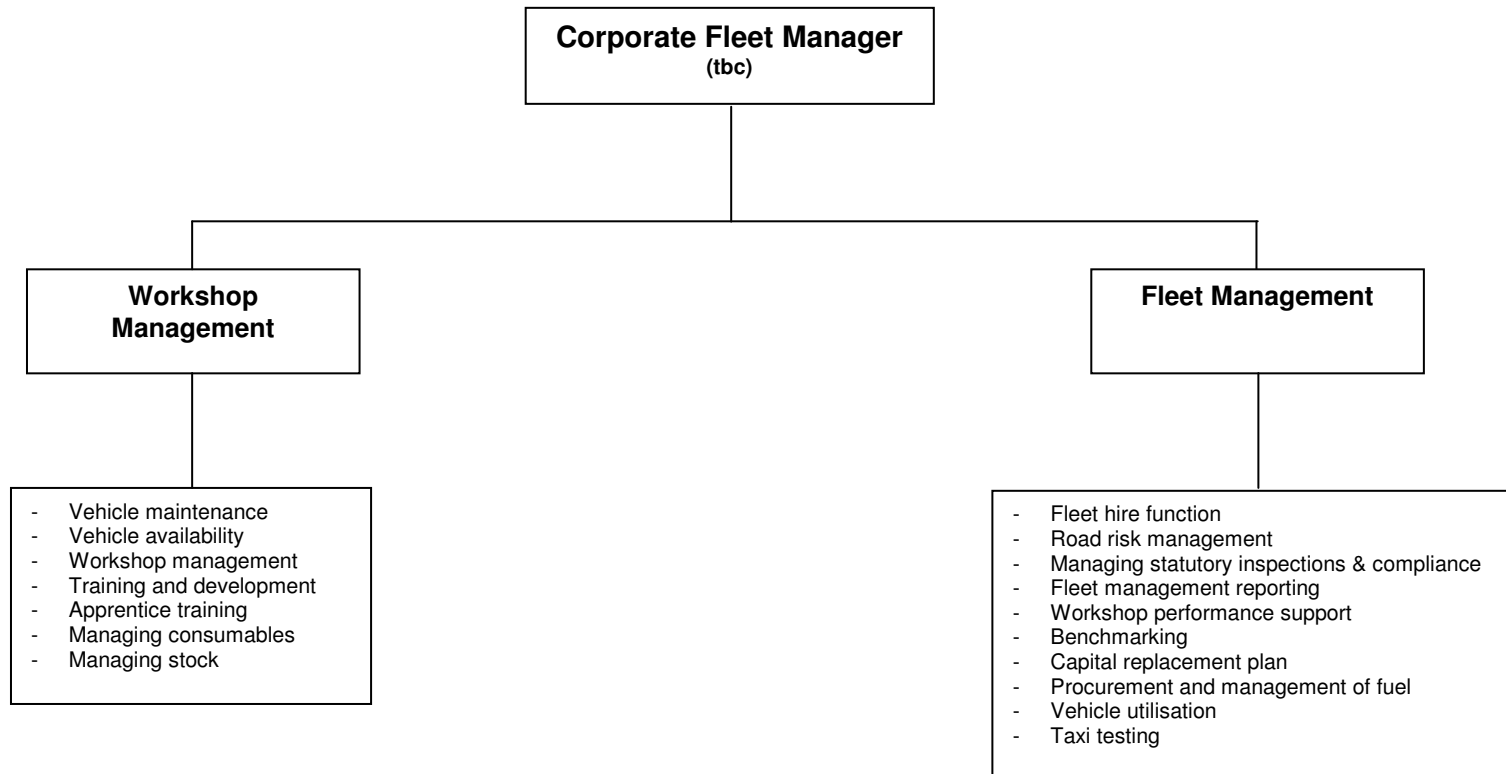 Corporate Fleet Manager
(tbc)
Workshop
Management
Fleet Management
- Vehicle maintenance
- Vehicle availability
- Workshop management
- Training and development
- Apprentice training
- Managing consumables
- Managing stock
- Fleet hire function
- Road risk management
- Managing statutory inspections & compliance
- Fleet management reporting
- Workshop performance support
- Benchmarking
- Capital replacement plan
- Procurement and management of fuel
- Vehicle utilisation
- Taxi testing